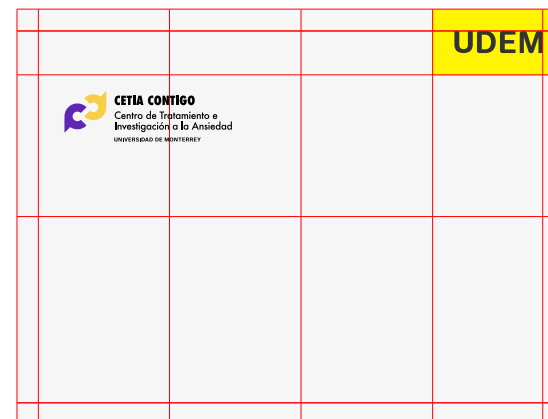 UDEM
CETIA CONTIGO
Centro de Tratamiento e
Investigación a la Ansiedad
UNIVERSIDAD DE MONTERREY